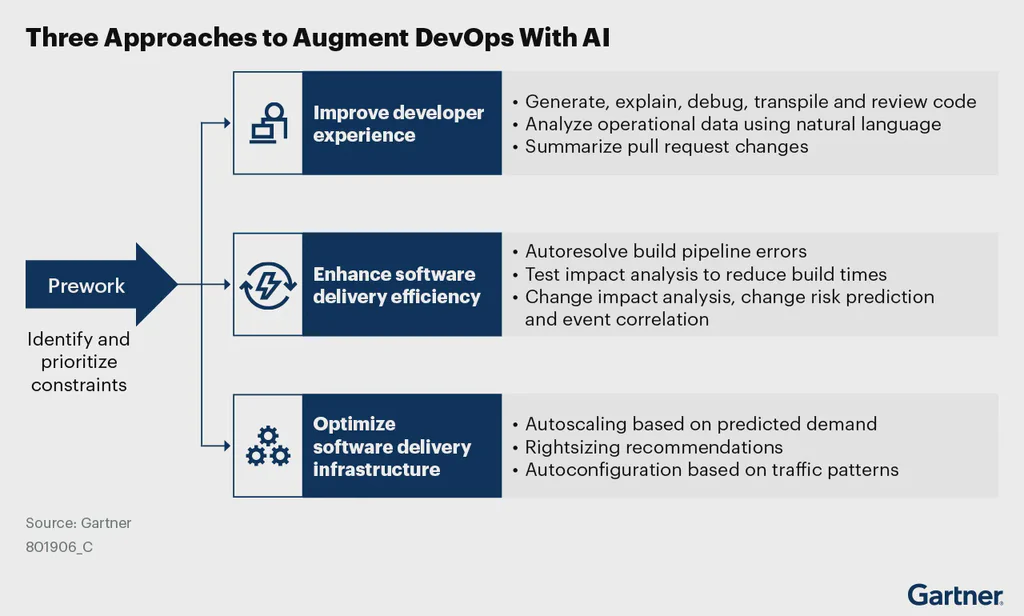 Three Approaches to Augment DevOps With AI
Improve developer
experience
• Generate, explain, debug, transpile and review code
• Analyze operational data using natural language
• Summarize pull request changes
Prework
Identify and
prioritize
constraints
Enhance software
delivery efficiency
• Autoresolve build pipeline errors
• Test impact analysis to reduce build times
• Change impact analysis, change risk prediction
and event correlation
Optimize
software delivery
infrastructure
• Autoscaling based on predicted demand
• Rightsizing recommendations
• Autoconfiguration based on traffic patterns
Source: Gartner
801906_C
Gartner®